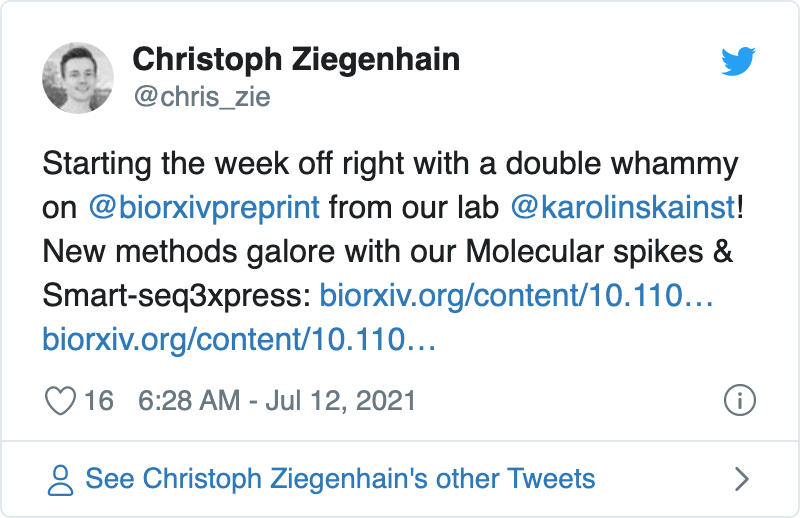 Christoph Ziegenhain
@chris_zie
Starting the week off right with a double whammy
on @biorxivpreprint from our lab @karolinskainst!
New methods galore with our Molecular spikes &
Smart-seq3xpress: biorxiv.org/content/10.110…
biorxiv.org/content/10.110…
16 6:28 AM - Jul 12, 2021
See Christoph Ziegenhain's other Tweets